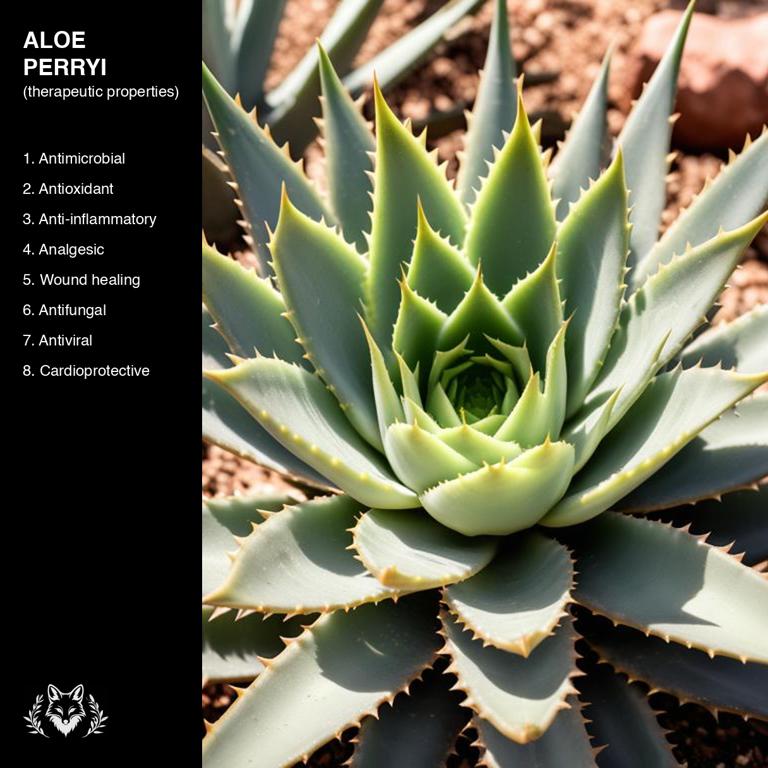 ALOE
PERRYI
(therapeutic properties)
1. Antimicrobial
2. Antioxidant
3. Anti-inflammatory
4. Analgesic
5. Wound healing
6. Antifungal
7. Antiviral
8. Cardioprotective